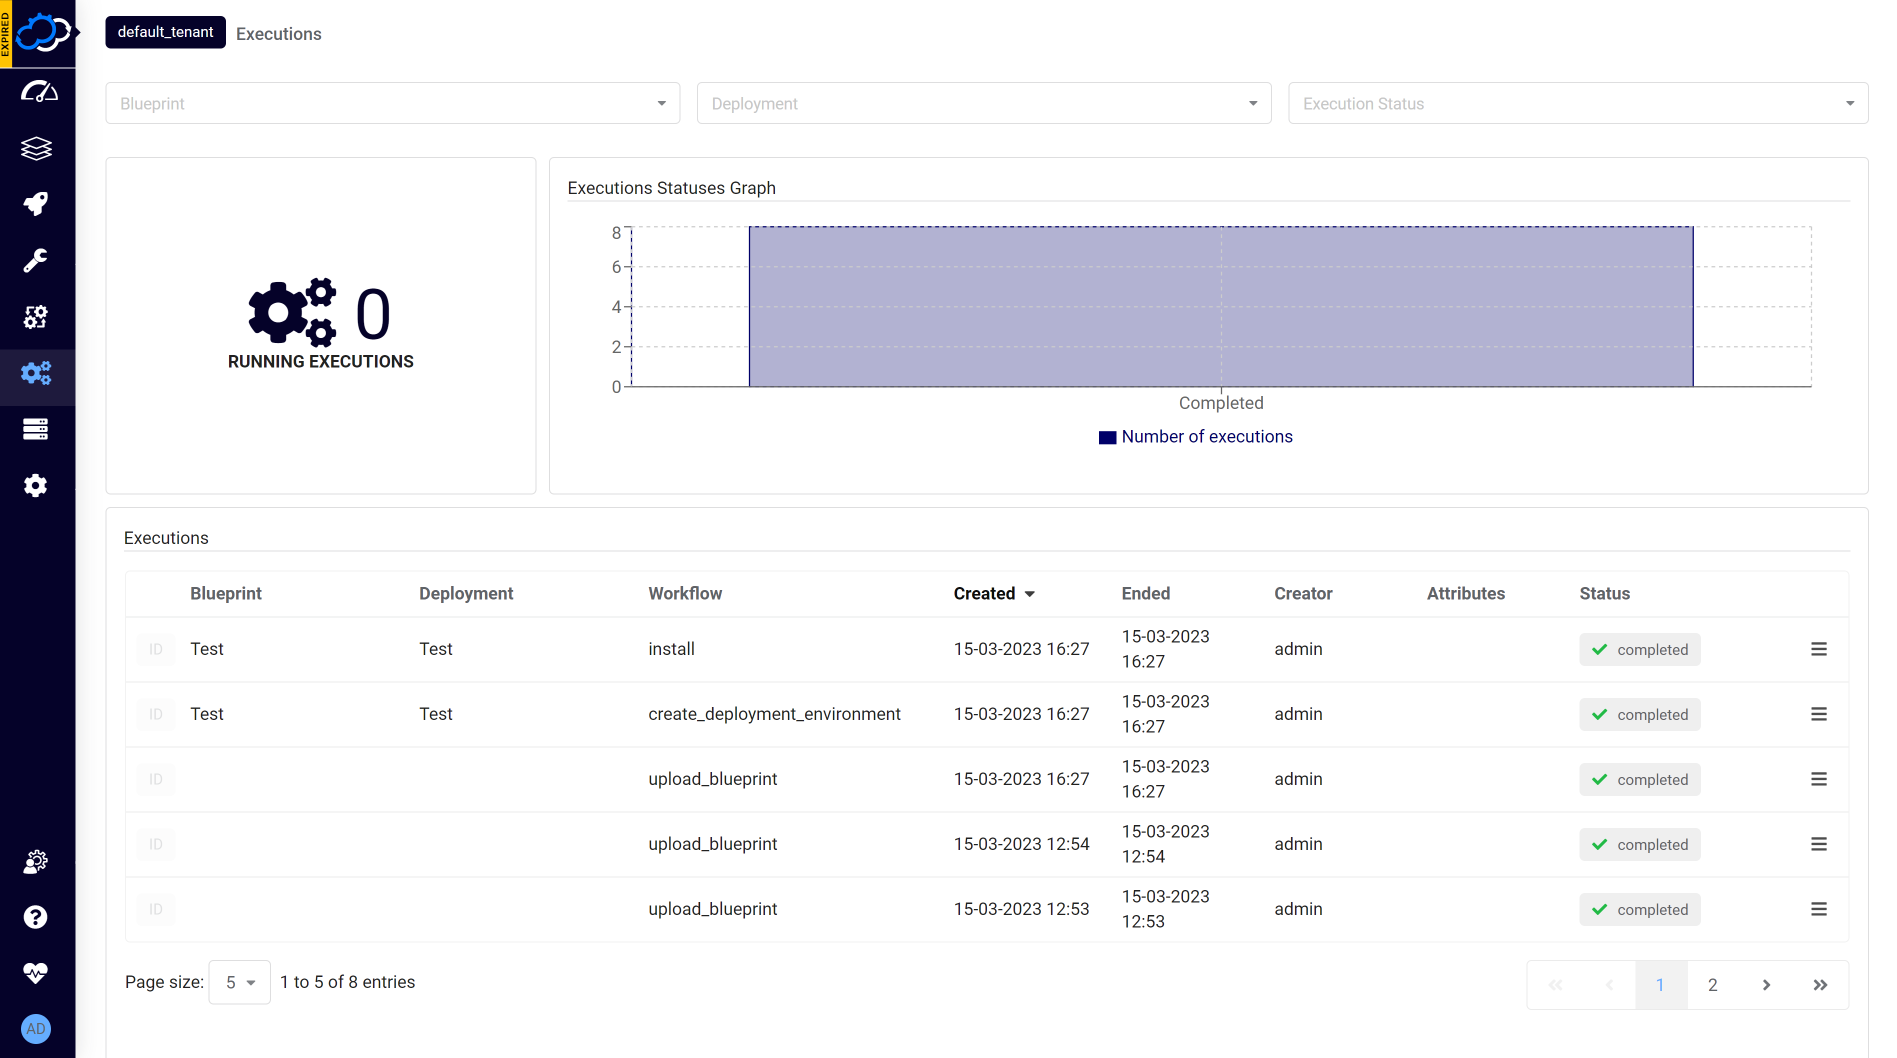 EXPIRED
default_tenant Executions
Blueprint
Deployment
Execution Status
0
RUNNING EXECUTIONS
Executions Statuses Graph
8
6
4
2
0
Completed
Number of executions
Executions
Blueprint Deployment Workflow Created Ended Creator Attributes Status
ID Test Test install 15-03-2023 16:27 15-03-2023 16:27 admin completed
ID Test Test create_deployment_environment 15-03-2023 16:27 15-03-2023 16:27 admin completed
ID upload_blueprint 15-03-2023 16:27 15-03-2023 16:27 admin completed
ID upload_blueprint 15-03-2023 12:54 15-03-2023 12:54 admin completed
ID upload_blueprint 15-03-2023 12:53 15-03-2023 12:53 admin completed
Page size: 5 1 to 5 of 8 entries
« ‹ 1 2 › »
AD